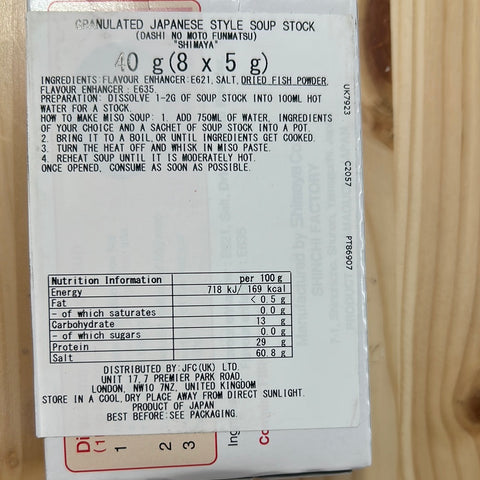 GRANULATED JAPANESE STYLE SOUP STOCK
(DASHI NO MOTO FUNMATSU)
"SHIMAYA"
40 g (8 x 5 g)
INGREDIENTS: FLAVOUR ENHANCER: E621, SALT, DRIED FISH POWDER,
FLAVOUR ENHANCER : E635.
PREPARATION: DISSOLVE 1-2G OF SOUP STOCK INTO 100ML HOT
WATER FOR A STOCK.
HOW TO MAKE MISO SOUP: 1. ADD 750ML OF WATER, INGREDIENTS
OF YOUR CHOICE AND A SACHET OF SOUP STOCK INTO A POT.
2. BRING IT TO A BOIL, OR UNTIL INGREDIENTS GET COOKED.
3. TURN THE HEAT OFF AND WHISK IN MISO PASTE.
4. REHEAT SOUP UNTIL IT IS MODERATELY HOT.
ONCE OPENED, CONSUME AS SOON AS POSSIBLE.
UK7923
C2057
PT86907
Nutrition Information per 100 g
Energy 718 kJ/ 169 kcal
Fat < 0.5 g
- of which saturates 0.0 g
Carbohydrate 13 g
- of which sugars 0.0 g
Protein 29 g
Salt 60.8 g
DISTRIBUTED BY:JFC(UK) LTD.
UNIT 17, 7 PREMIER PARK ROAD,
LONDON, NW10 7NZ, UNITED KINGDOM
STORE IN A COOL, DRY PLACE AWAY FROM DIRECT SUNLIGHT.
PRODUCT OF JAPAN
BEST BEFORE:SEE PACKAGING.
1
2
3